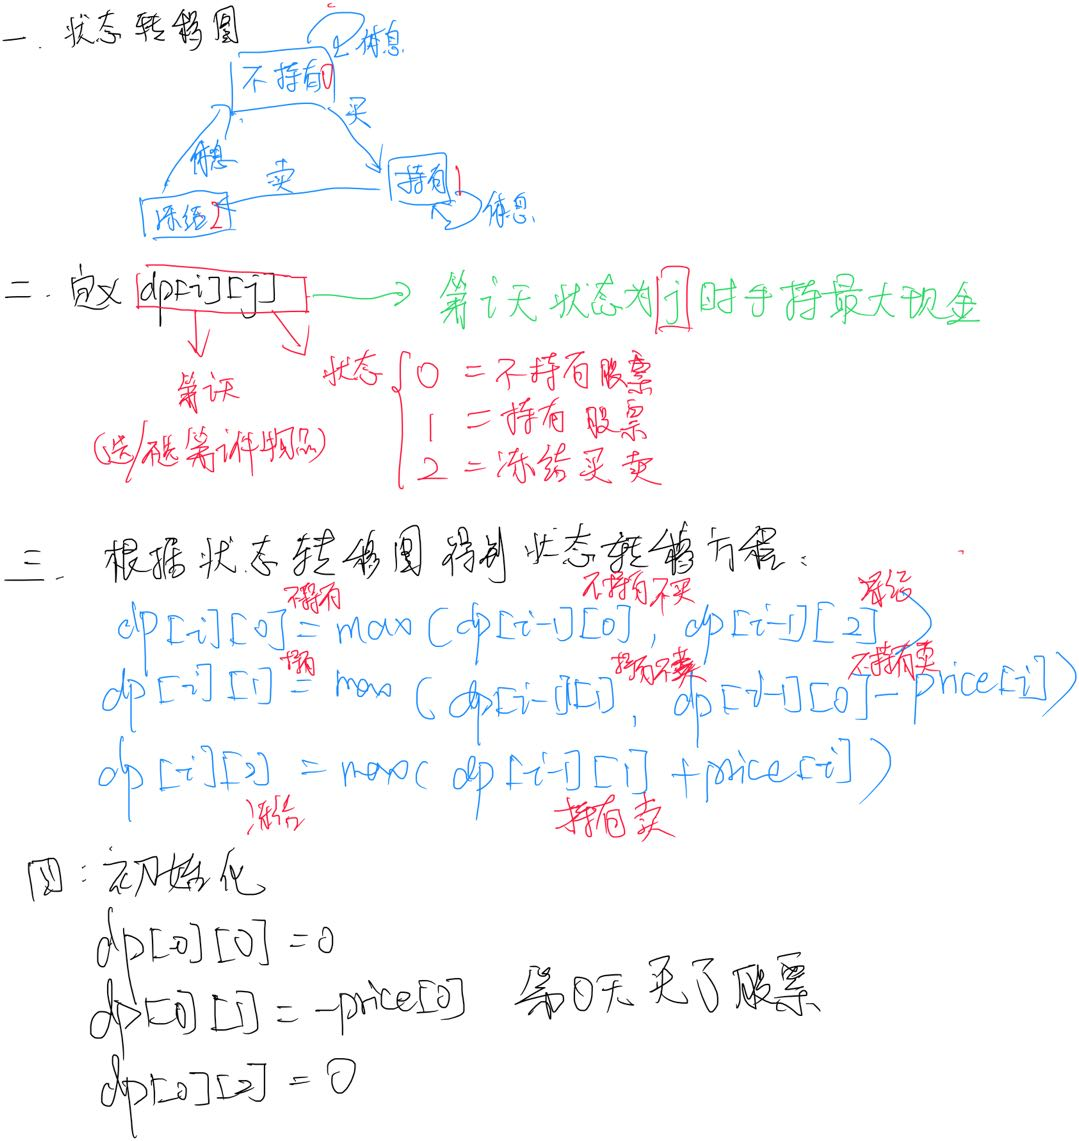 一. 状态转移图
休息
不持有0
买
休息
卖
持有1
冻结2
休息
二. 定义 dp[i][j] → 第i天 状态为j时手持最大现金
第i天
(选/不选第i件物品)
状态 0 = 不持有股票
1 = 持有股票
2 = 冻结买卖
三. 根据状态转移图得到状态转移方程:
不持有 不持有不买 冻结
dp[i][0] = max(dp[i-1][0], dp[i-1][2])
持有 持有不卖 不持有卖
dp[i][1] = max(dp[i-1][1], dp[i-1][0] - price[i])
dp[i][2] = max(dp[i-1][1] + price[i])
冻结 持有卖
四: 初始化
dp[0][0] = 0
dp[0][1] = -price[0] 第0天买了股票
dp[0][2] = 0